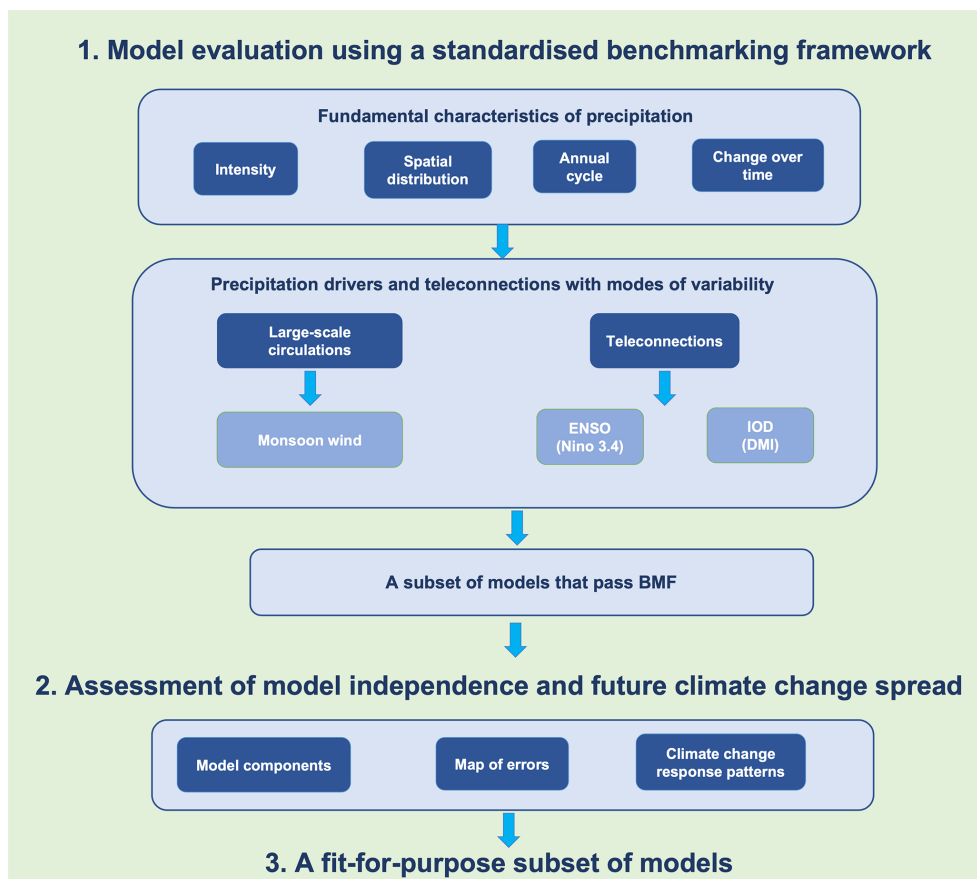 1. Model evaluation using a standardised benchmarking framework
Fundamental characteristics of precipitation
Intensity
Spatial
distribution
Annual
cycle
Change over
time
Precipitation drivers and teleconnections with modes of variability
Large-scale
circulations
Teleconnections
Monsoon wind
ENSO
(Nino 3.4)
IOD
(DMI)
A subset of models that pass BMF
2. Assessment of model independence and future climate change spread
Model components
Map of errors
Climate change
response patterns
3. A fit-for-purpose subset of models